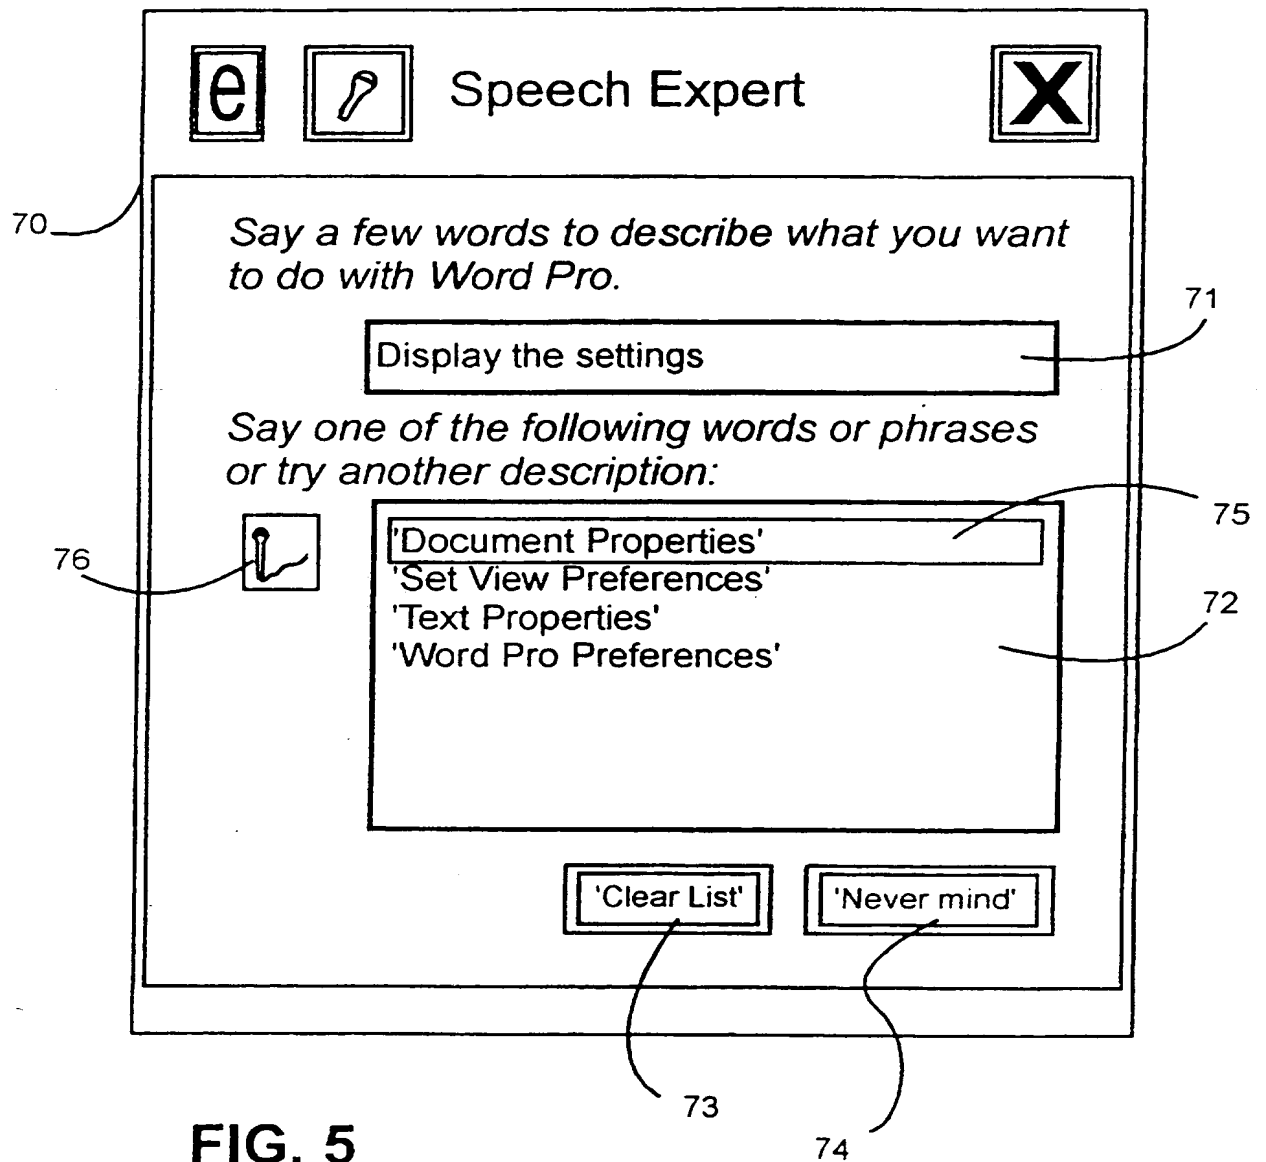 e Speech Expert X
70
Say a few words to describe what you want
to do with Word Pro.
71
Display the settings
Say one of the following words or phrases
or try another description:
75
76
'Document Properties'
'Set View Preferences'
72
'Text Properties'
'Word Pro Preferences'
'Clear List' 'Never mind'
73
74
FIG. 5